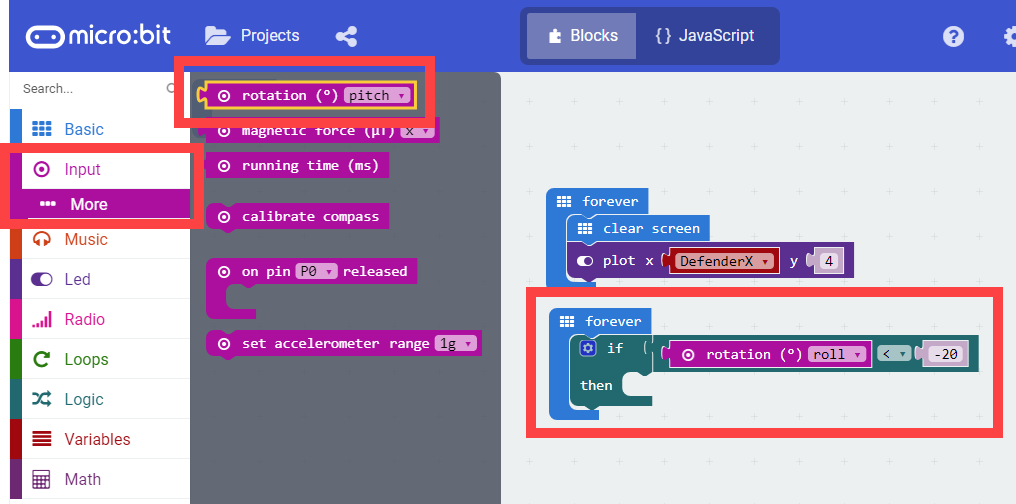 micro:bit Projects Blocks {} JavaScript ?
Search...
Basic
Input
More
Music
Led
Radio
Loops
Logic
Variables
Math
rotation (º) pitch
magnetic force (µT) x
running time (ms)
calibrate compass
on pin P0 released
set accelerometer range 1g
forever
clear screen
plot x DefenderX y 4
forever
if rotation (º) roll < -20
then